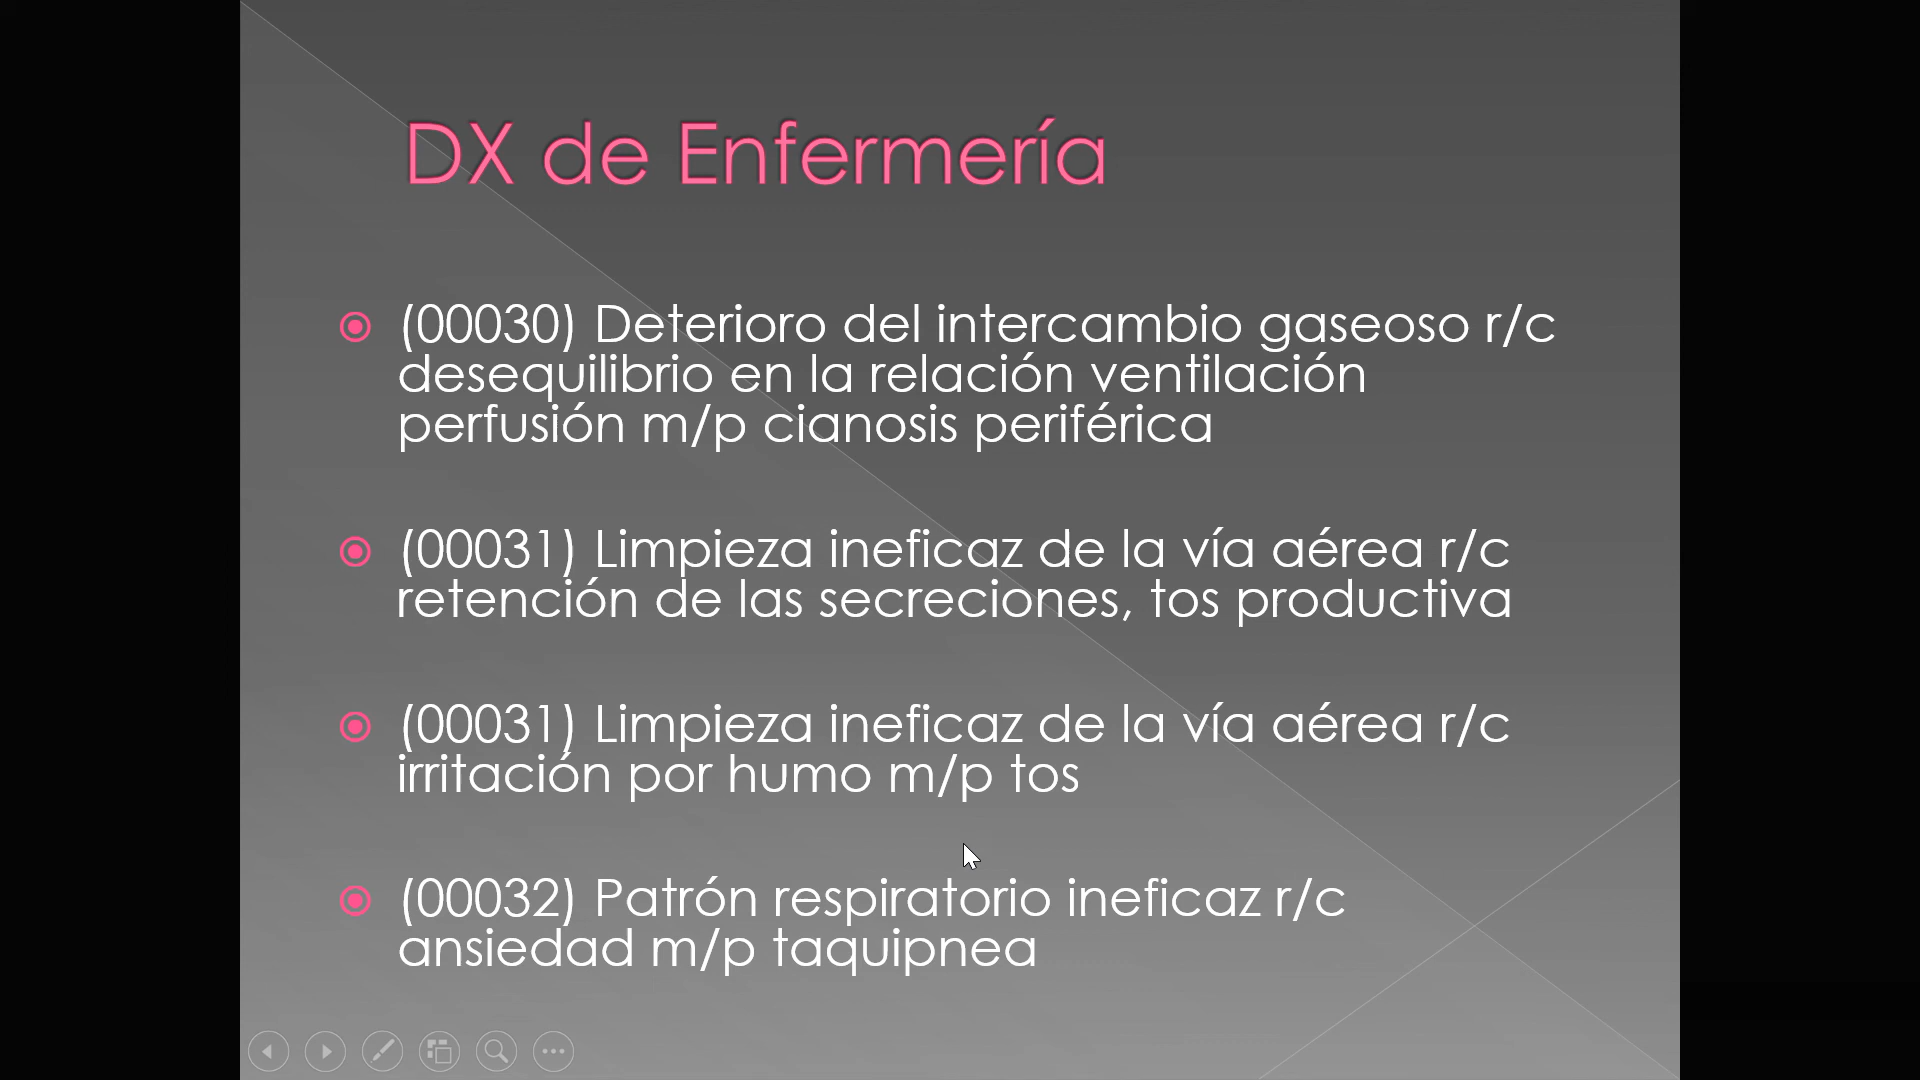 DX de Enfermería
(00030) Deterioro del intercambio gaseoso r/c
desequilibrio en la relación ventilación
perfusión m/p cianosis periférica
(00031) Limpieza ineficaz de la vía aérea r/c
retención de las secreciones, tos productiva
(00031) Limpieza ineficaz de la vía aérea r/c
irritación por humo m/p tos
(00032) Patrón respiratorio ineficaz r/c
ansiedad m/p taquipnea